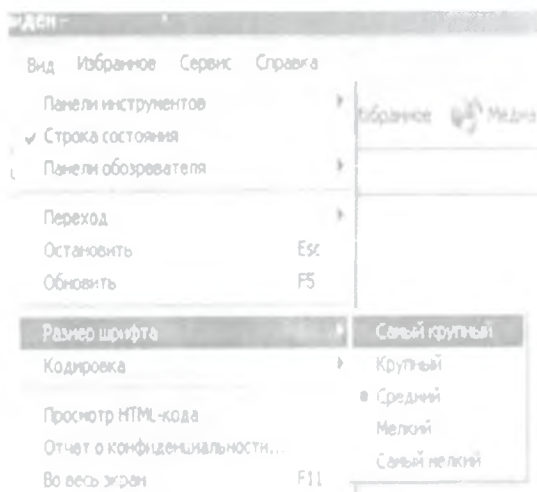 Вид Избранное Сервис Справка
Панели инструментов
Избранное Медиа
✓ Строка состояния
Панели обозревателя
Переход
Остановить Esc
Обновить F5
Размер шрифта Самый крупный
Кодировка Крупный
• Средний
Просмотр HTML-кода Мелкий
Отчет о конфиденциальности... Самый мелкий
Во весь экран F11